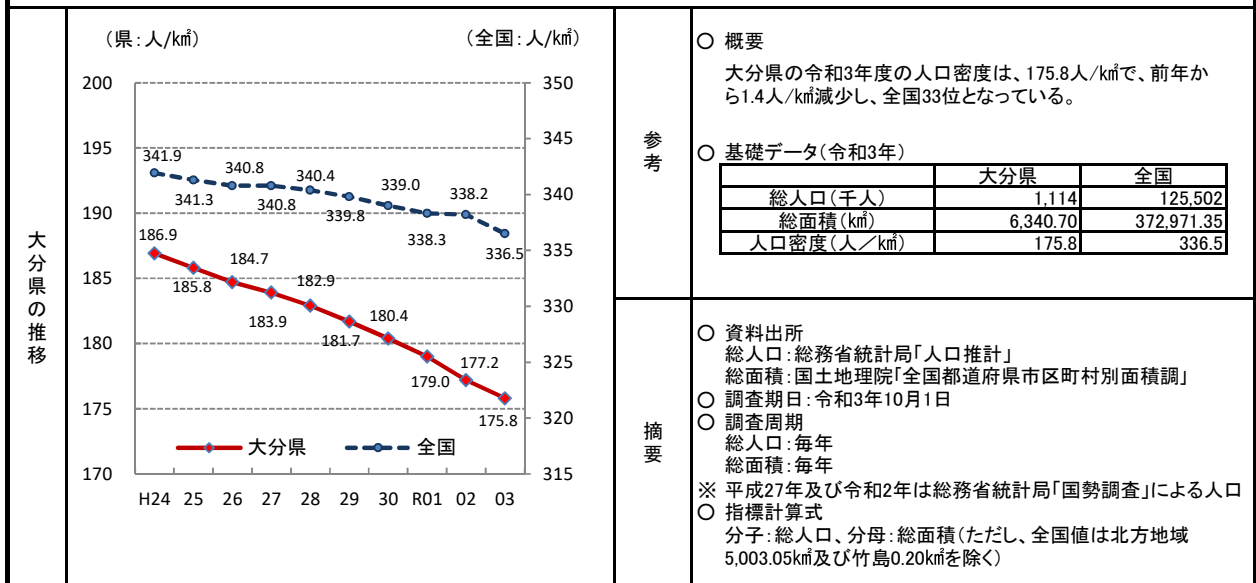 大分県の推移
（県：人/㎢）
（全国：人/㎢）
200
195
190
185
180
175
170
350
345
340
335
330
325
320
315
341.9
341.3
340.8
340.8
340.4
339.8
339.0
338.3
338.2
336.5
186.9
185.8
184.7
183.9
182.9
181.7
180.4
179.0
177.2
175.8
大分県 全国
H24 25 26 27 28 29 30 R01 02 03
参考
○ 概要
大分県の令和3年度の人口密度は、175.8人/㎢で、前年か
ら1.4人/㎢減少し、全国33位となっている。
○ 基礎データ（令和3年）
大分県 全国
総人口（千人） 1,114 125,502
総面積（㎢） 6,340.70 372,971.35
人口密度（人／㎢） 175.8 336.5
摘要
○ 資料出所
総人口：総務省統計局「人口推計」
総面積：国土地理院「全国都道府県市区町村別面積調」
○ 調査期日：令和3年10月1日
○ 調査周期
総人口：毎年
総面積：毎年
※ 平成27年及び令和2年は総務省統計局「国勢調査」による人口
○ 指標計算式
分子：総人口、分母：総面積（ただし、全国値は北方地域
5,003.05㎢及び竹島0.20㎢を除く）